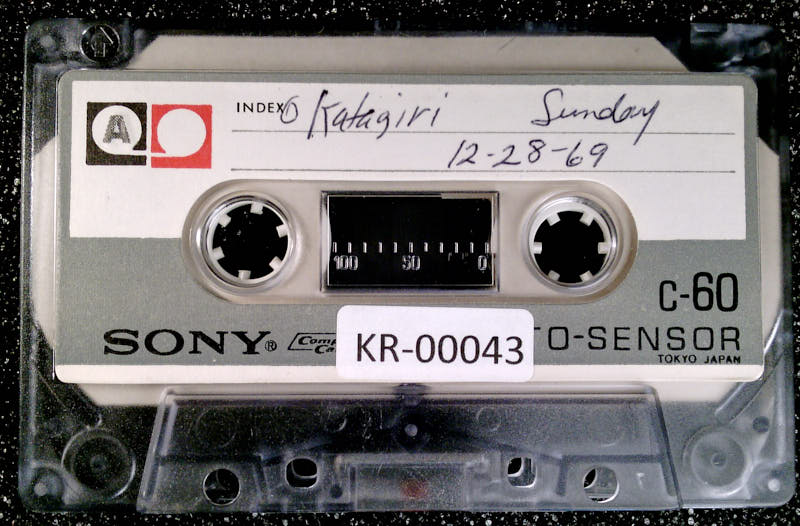 A
INDEX Katagiri Sunday
12-28-69
100 50 0
C-60
SONY® KR-00043 TO-SENSOR
TOKYO JAPAN